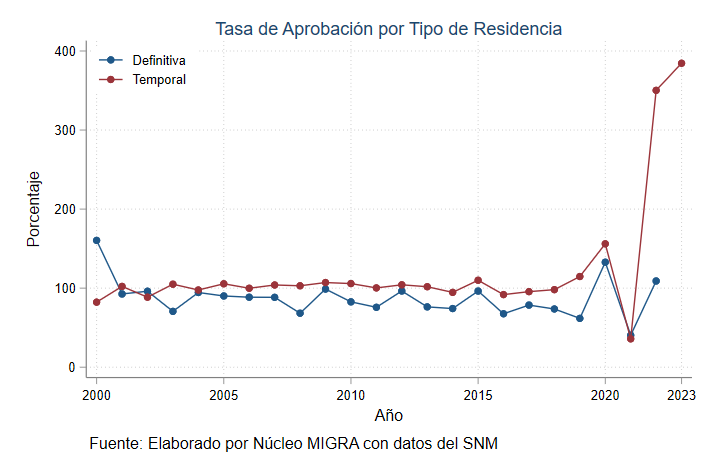 Tasa de Aprobación por Tipo de Residencia
400
300
200
100
0
Porcentaje
Definitiva
Temporal
2000
2005
2010
2015
2020
2023
Año
Fuente: Elaborado por Núcleo MIGRA con datos del SNM